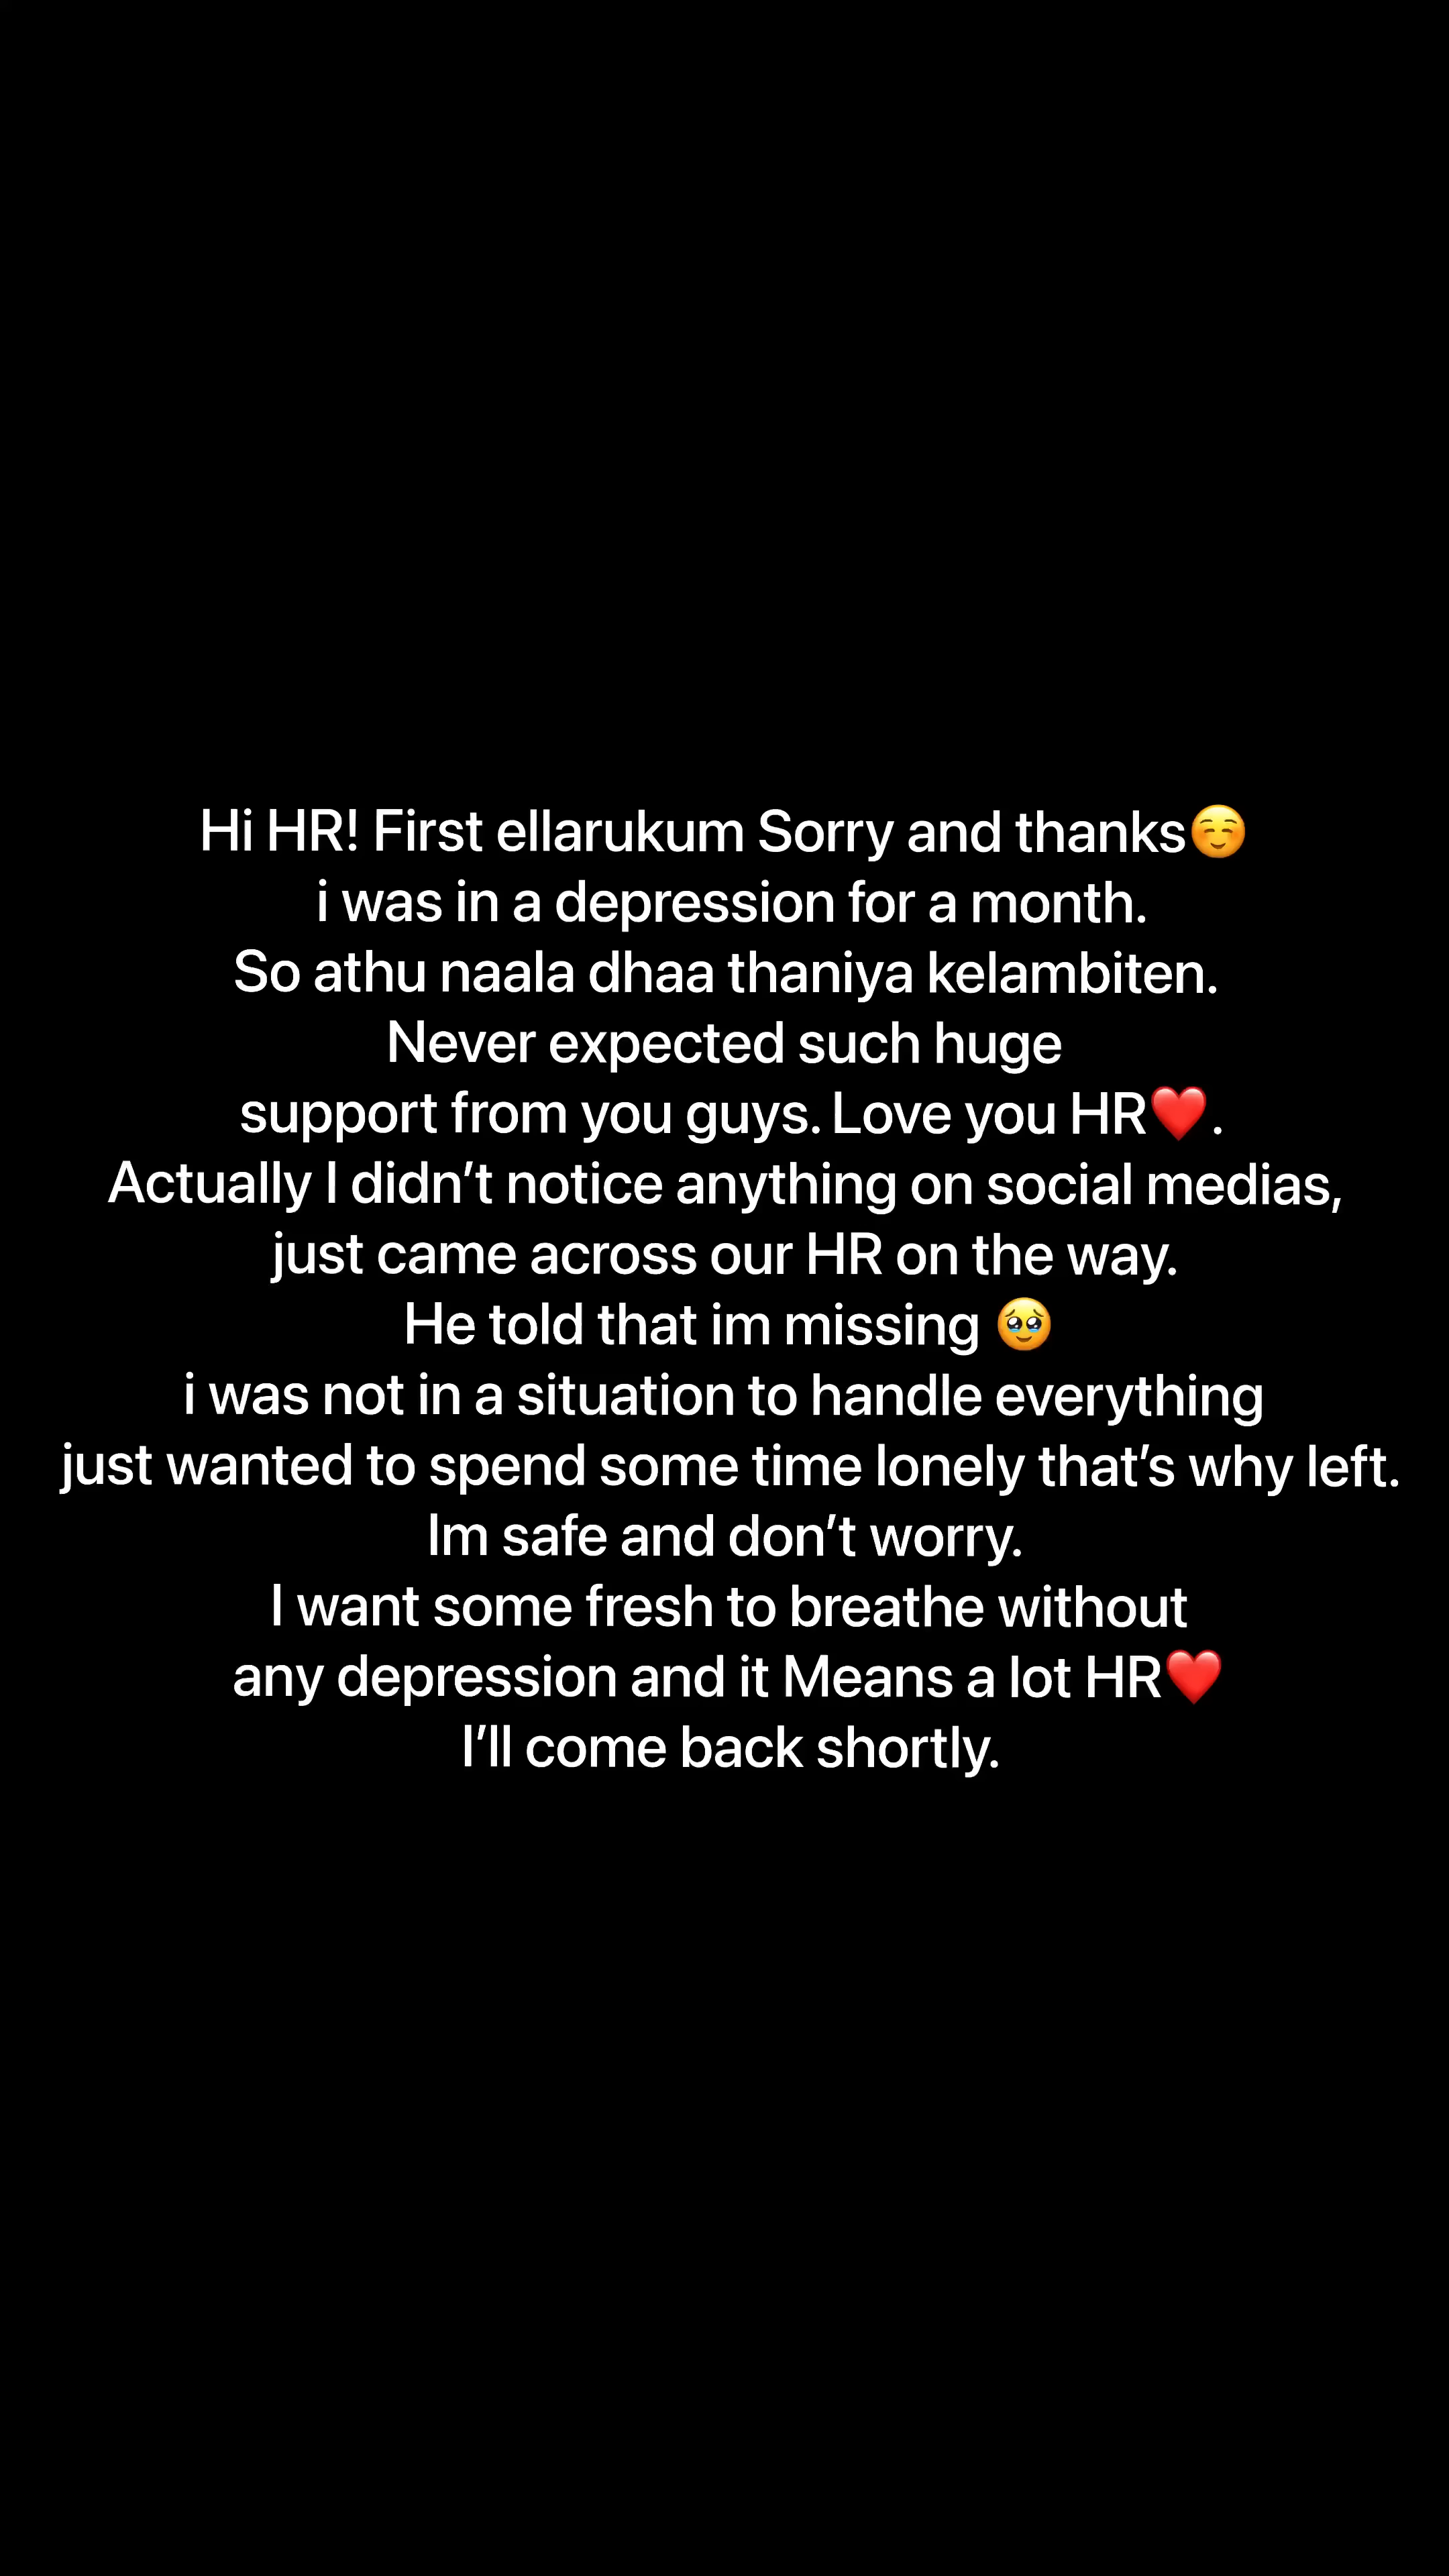 Hi HR! First ellarukum Sorry and thanks☺️
i was in a depression for a month.
So athu naala dhaa thaniya kelambiten.
Never expected such huge
support from you guys. Love you HR❤️.
Actually I didn’t notice anything on social medias,
just came across our HR on the way.
He told that im missing 🥹
i was not in a situation to handle everything
just wanted to spend some time lonely that’s why left.
Im safe and don’t worry.
I want some fresh to breathe without
any depression and it Means a lot HR❤️
I’ll come back shortly.